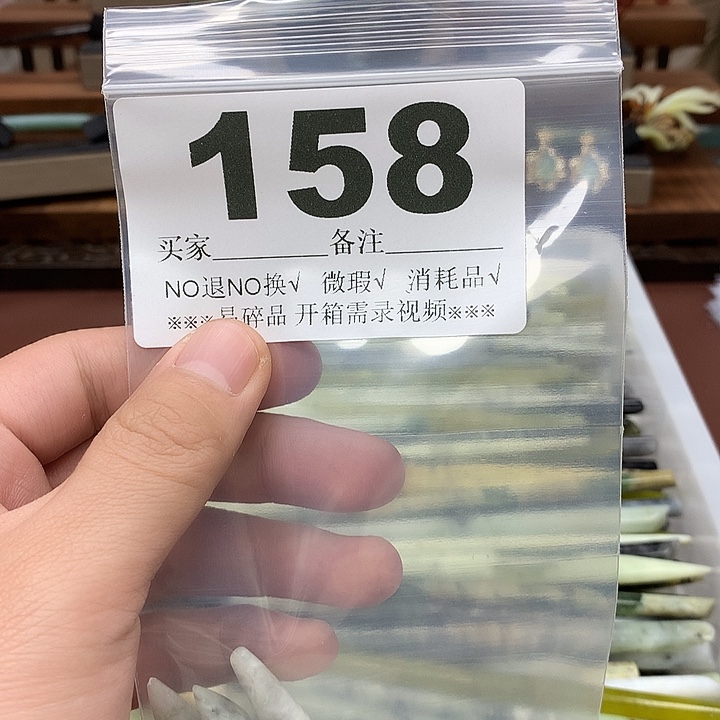 158
买家________备注________
NO退NO换√ 微瑕√ 消耗品√
※※※易碎品 开箱需录视频※※※